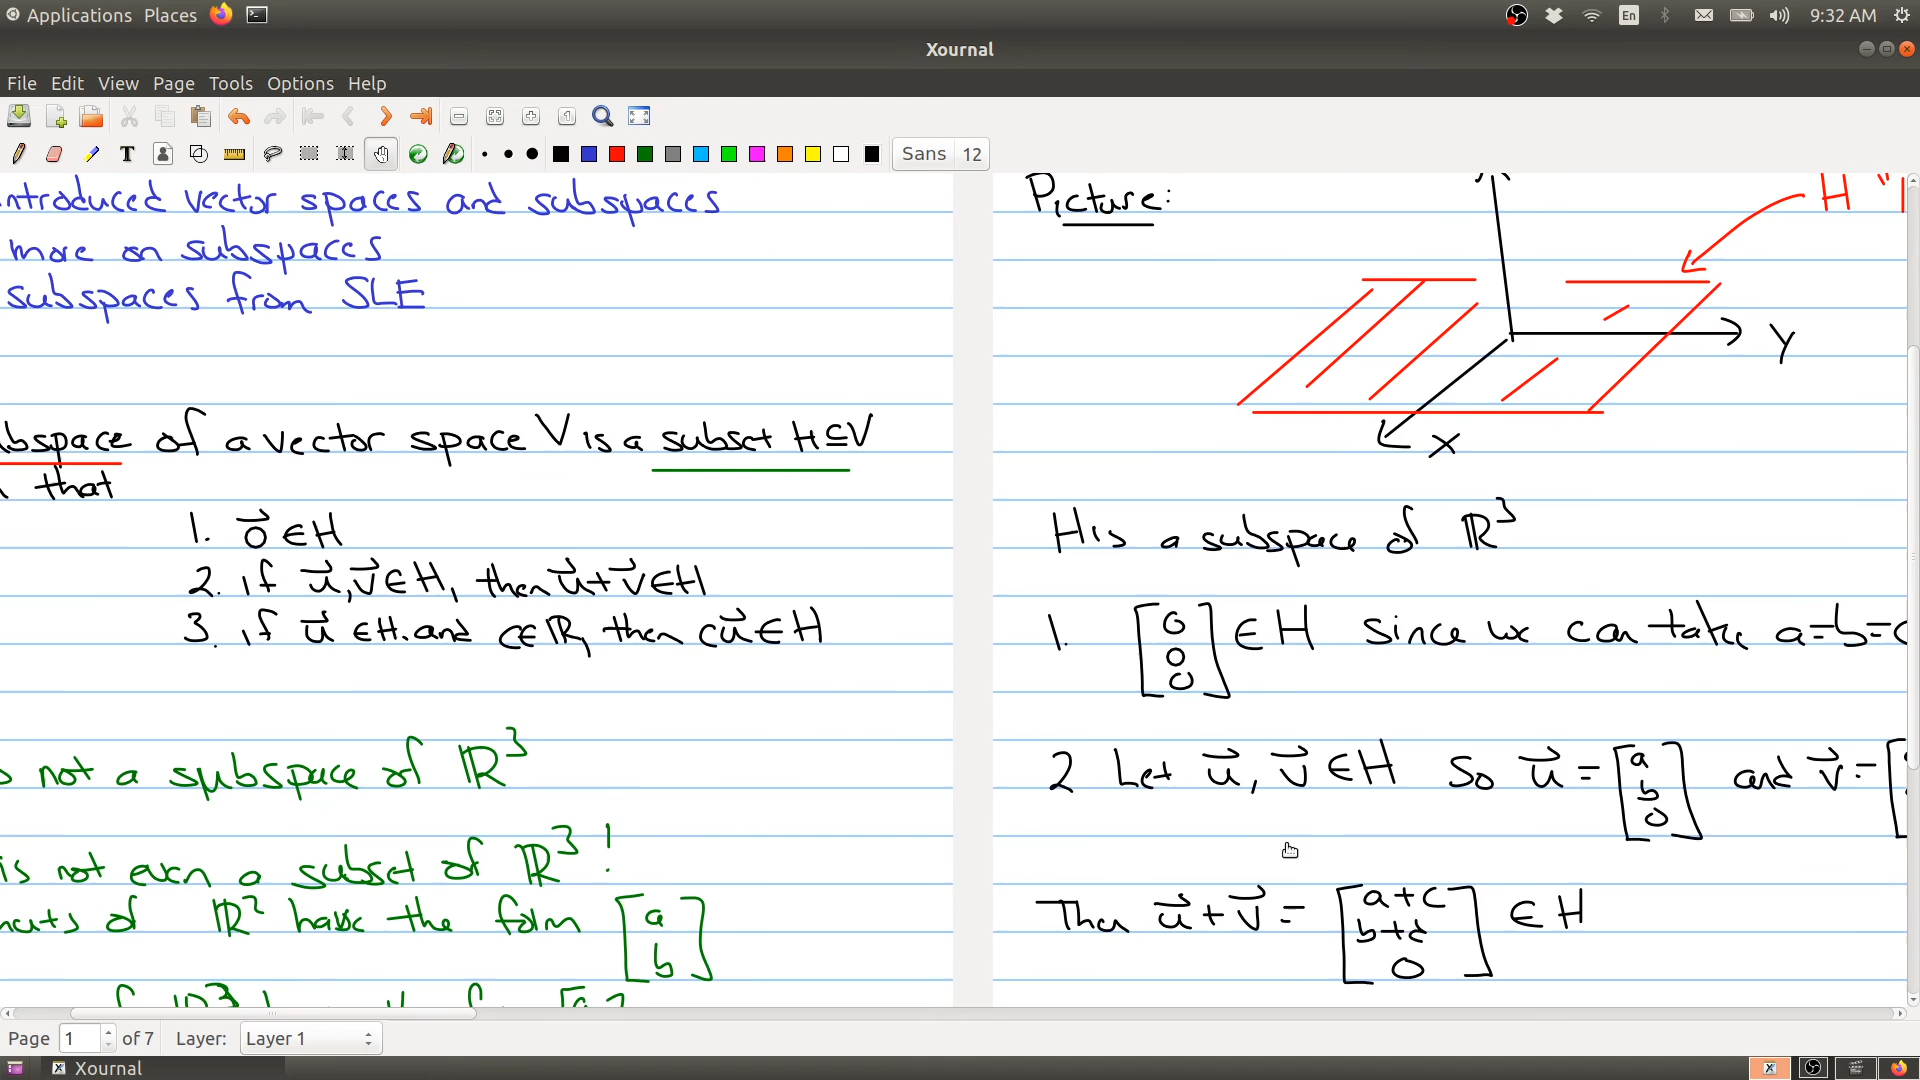 Applications Places En 9:32 AM
Xournal
File Edit View Page Tools Options Help
Sans 12
ntroduced vector spaces and subspaces
more on subspaces
subspaces from SLE
bspace of a vector space V is a subset H ⊆ V
that
1. 0⃗ ∈ H
2. if u⃗, v⃗ ∈ H, then u⃗ + v⃗ ∈ H
3. if u⃗ ∈ H and c ∈ ℝ, then cu⃗ ∈ H
not a subspace of ℝ³
is not even a subset of ℝ³!
nts of ℝ² have the form [a b]
Picture:
H "
y
x
H is a subspace of ℝ³
1. [0 0 0] ∈ H since we can take a=b=
2 Let u⃗, v⃗ ∈ H So u⃗ = [a b 0] and v⃗ = [
Then u⃗ + v⃗ = [a+c b+d 0] ∈ H
Page 1 of 7 Layer: Layer 1
Xournal